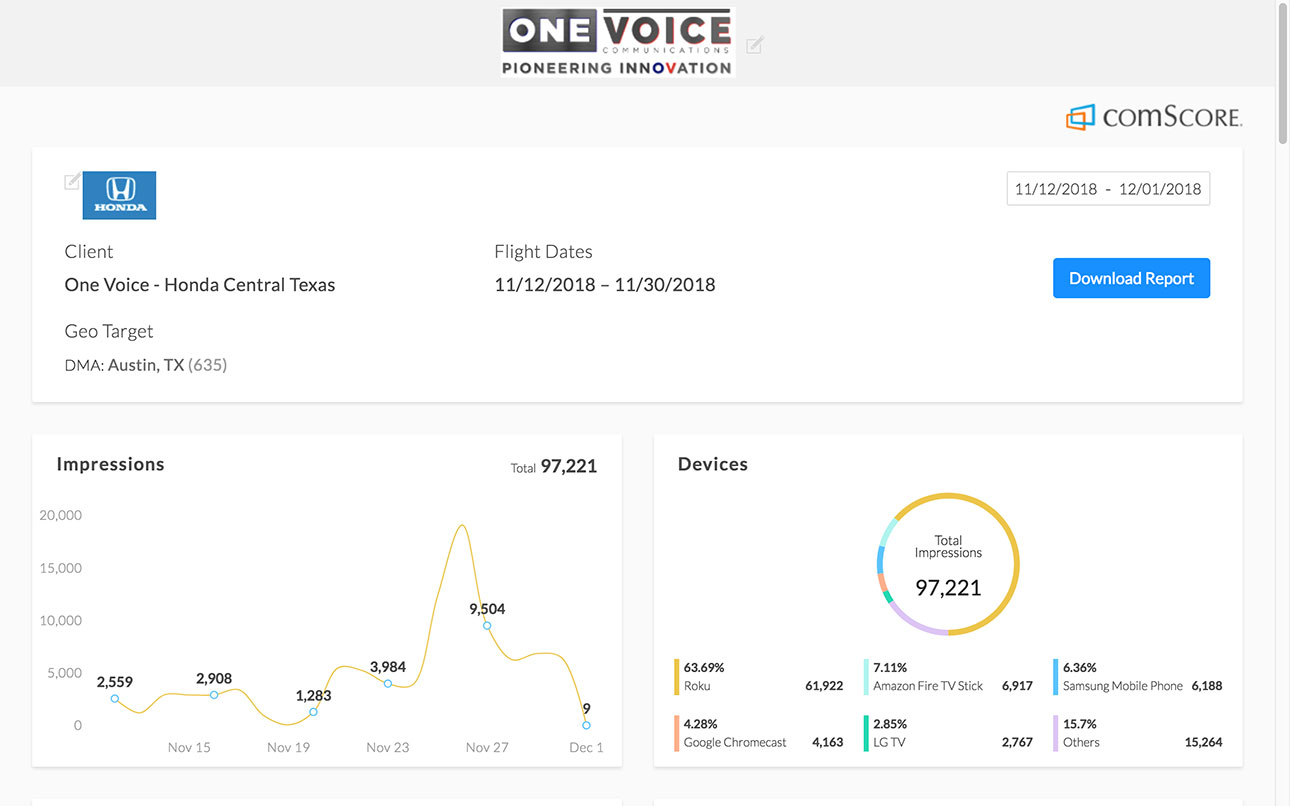 ONE VOICE
COMMUNICATIONS
PIONEERING INNOVATION
comScore.
HONDA
11/12/2018 - 12/01/2018
Client
Flight Dates
One Voice - Honda Central Texas
11/12/2018 – 11/30/2018
Download Report
Geo Target
DMA: Austin, TX (635)
Impressions
Total 97,221
20,000
15,000
10,000
5,000
0
2,559
2,908
1,283
3,984
9,504
9
Nov 15
Nov 19
Nov 23
Nov 27
Dec 1
Devices
Total
Impressions
97,221
63.69%
Roku 61,922
7.11%
Amazon Fire TV Stick 6,917
6.36%
Samsung Mobile Phone 6,188
4.28%
Google Chromecast 4,163
2.85%
LG TV 2,767
15.7%
Others 15,264